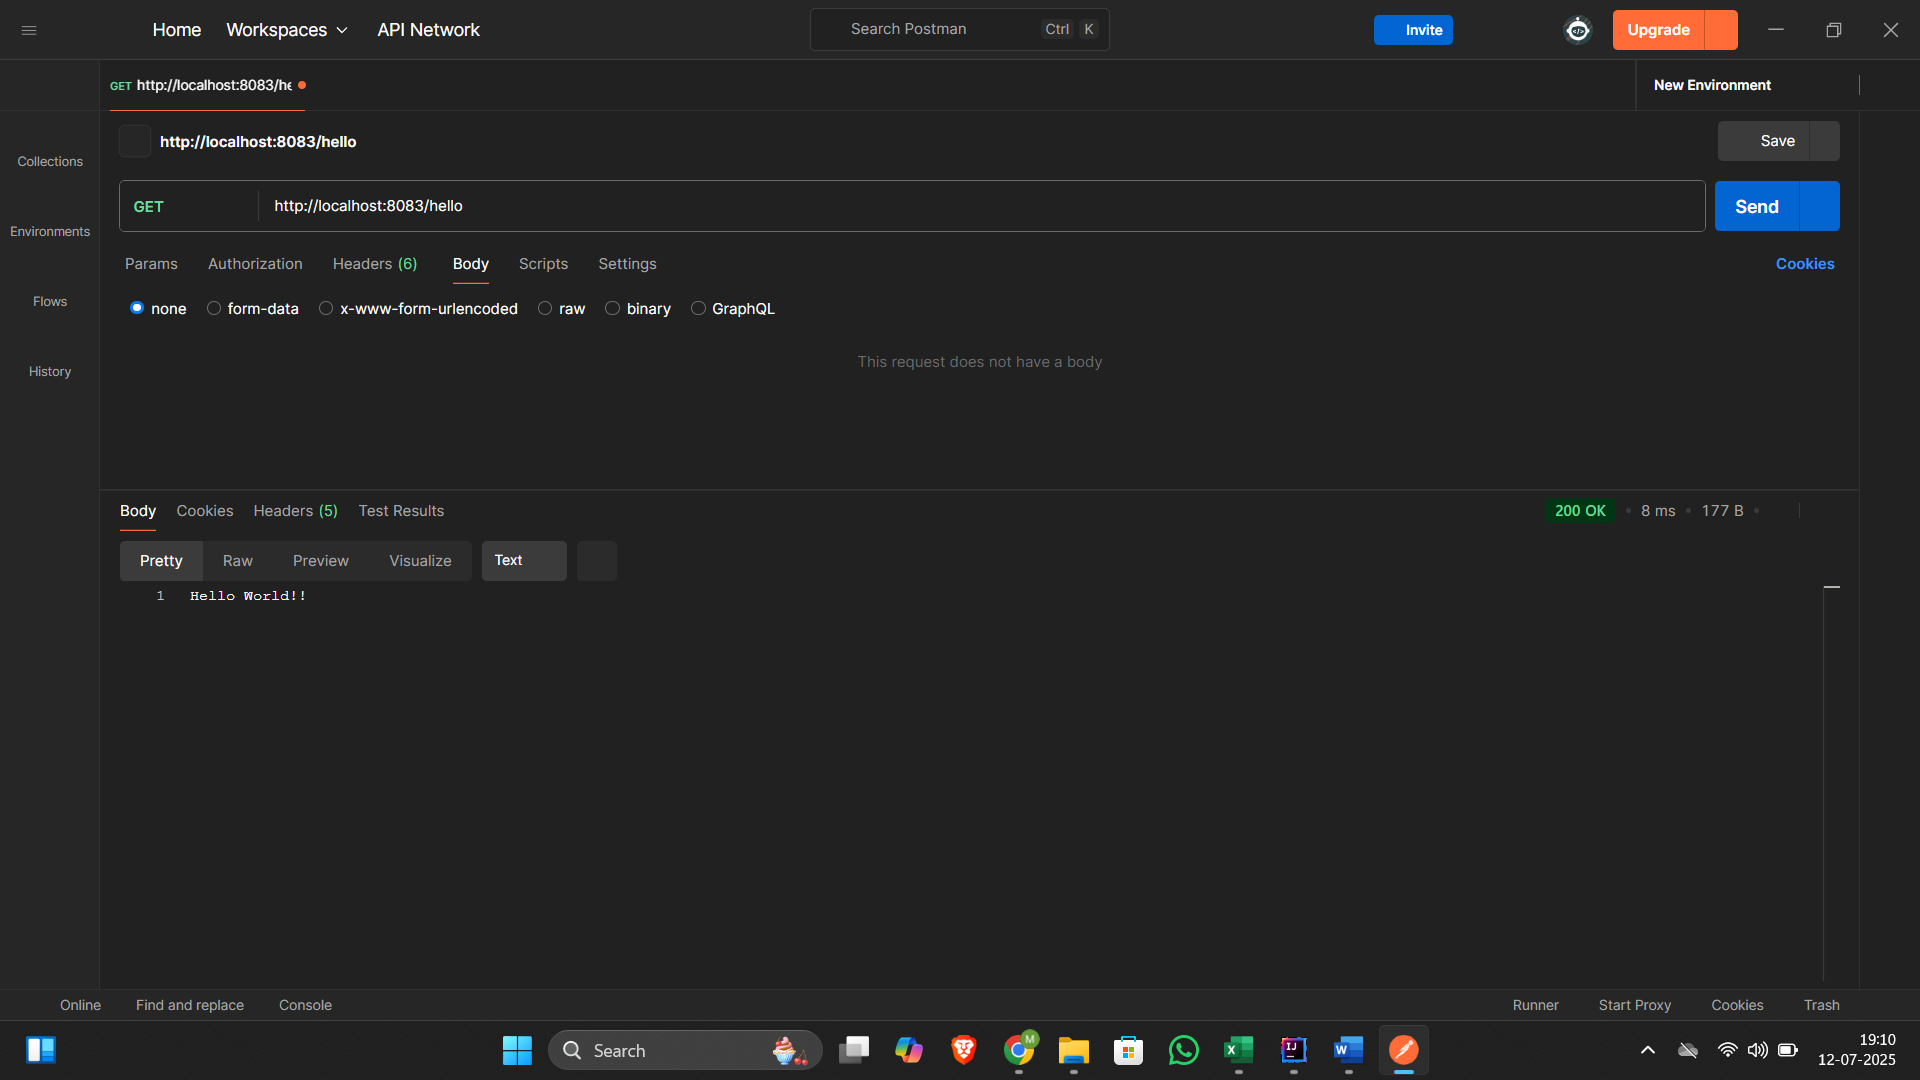 Home Workspaces API Network Search Postman Ctrl K Invite Upgrade
GET http://localhost:8083/he New Environment
http://localhost:8083/hello Save
GET http://localhost:8083/hello Send
Params Authorization Headers (6) Body Scripts Settings Cookies
none form-data x-www-form-urlencoded raw binary GraphQL
This request does not have a body
Collections
Environments
Flows
History
Body Cookies Headers (5) Test Results 200 OK • 8 ms • 177 B •
Pretty Raw Preview Visualize Text
1 Hello World!!
Online Find and replace Console Runner Start Proxy Cookies Trash
Search M X IJ W 19:10
12-07-2025